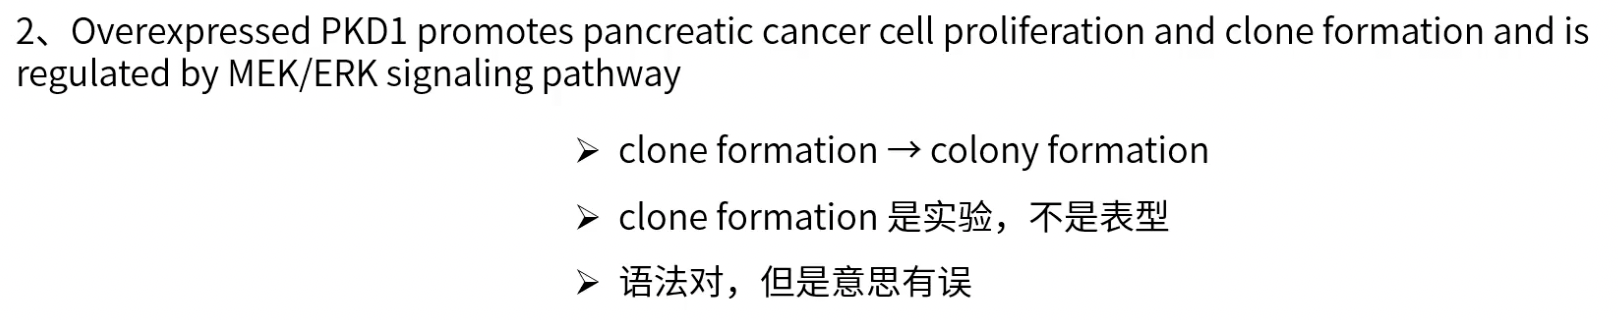 2、Overexpressed PKD1 promotes pancreatic cancer cell proliferation and clone formation and is
regulated by MEK/ERK signaling pathway
➢ clone formation → colony formation
➢ clone formation 是实验，不是表型
➢ 语法对，但是意思有误